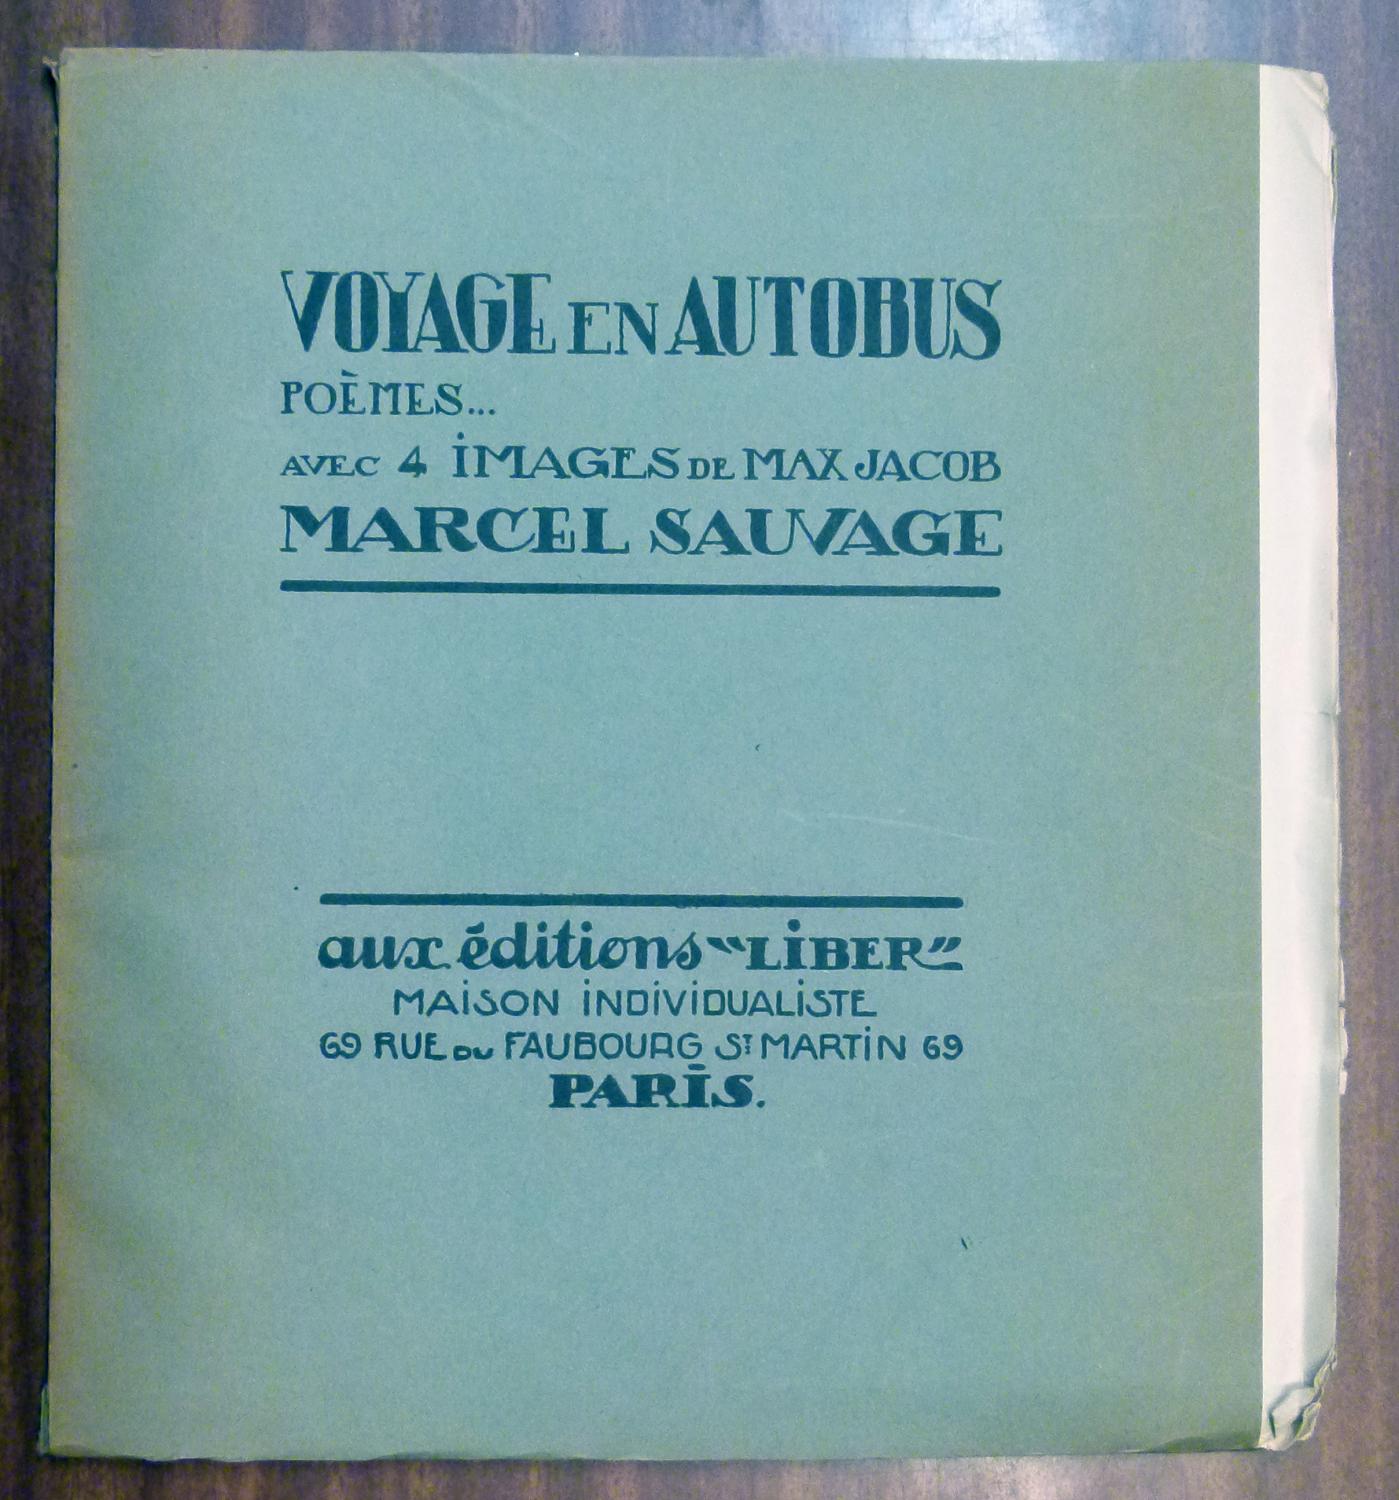 VOYAGE EN AUTOBUS
POÈMES...
AVEC 4 IMAGES DE MAX JACOB
MARCEL SAUVAGE
aux éditions "LIBER"
MAISON INDIVIDUALISTE
69 RUE DU FAUBOURG ST MARTIN 69
PARIS.